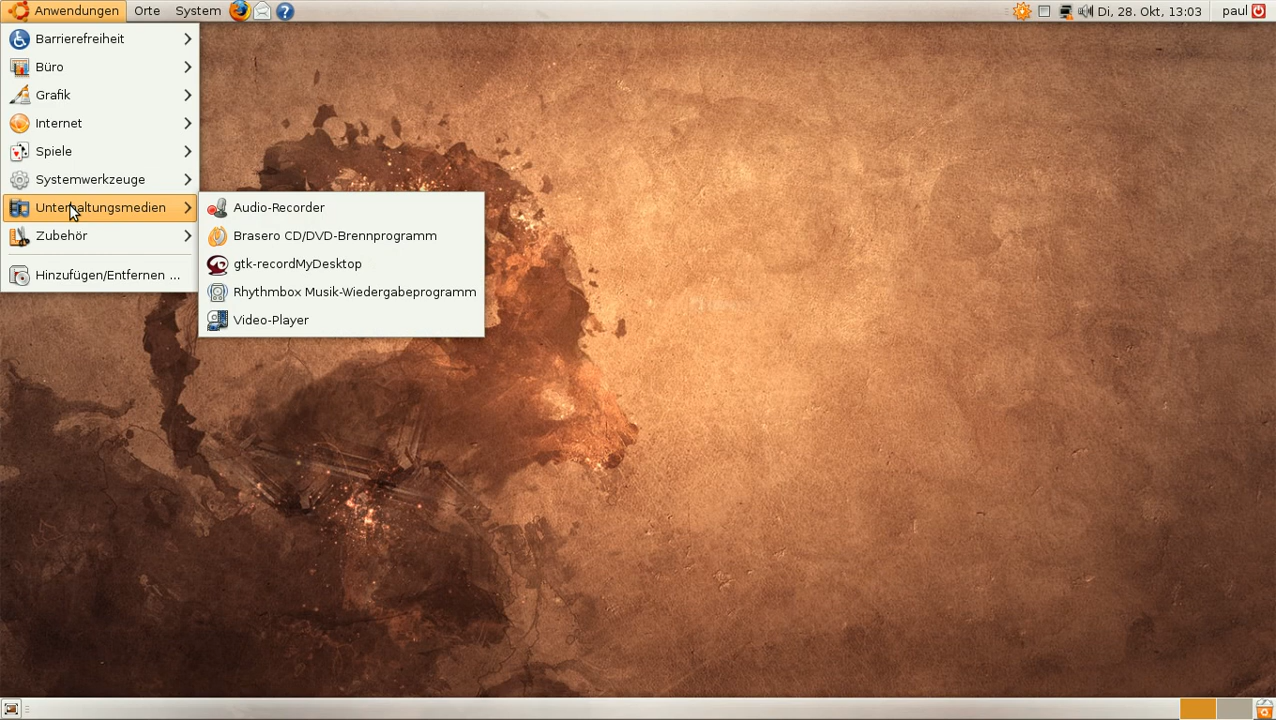 Anwendungen Orte System Di, 28. Okt, 13:03 paul
Barrierefreiheit
Büro
Grafik
Internet
Spiele
Systemwerkzeuge
Unterhaltungsmedien
Zubehör
Hinzufügen/Entfernen ...
Audio-Recorder
Brasero CD/DVD-Brennprogramm
gtk-recordMyDesktop
Rhythmbox Musik-Wiedergabeprogramm
Video-Player